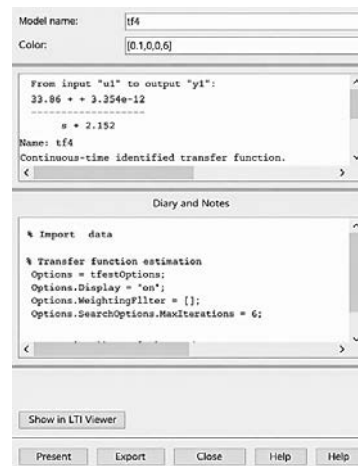 Model name: tf4
Color: [0.1,0,0,6]
From input "u1" to output "y1":
33.86 + + 3.354e-12
--------------------
s + 2.152
Name: tf4
Continuous-time identified transfer function.
Diary and Notes
% Import data
% Transfer function estimation
Options = tfestOptions;
Options.Display = "on";
Options.WeightingFllter = [];
Options.SearchOptions.MaxIterations = 6;
Show in LTI Viewer
Present Export Close Help Help